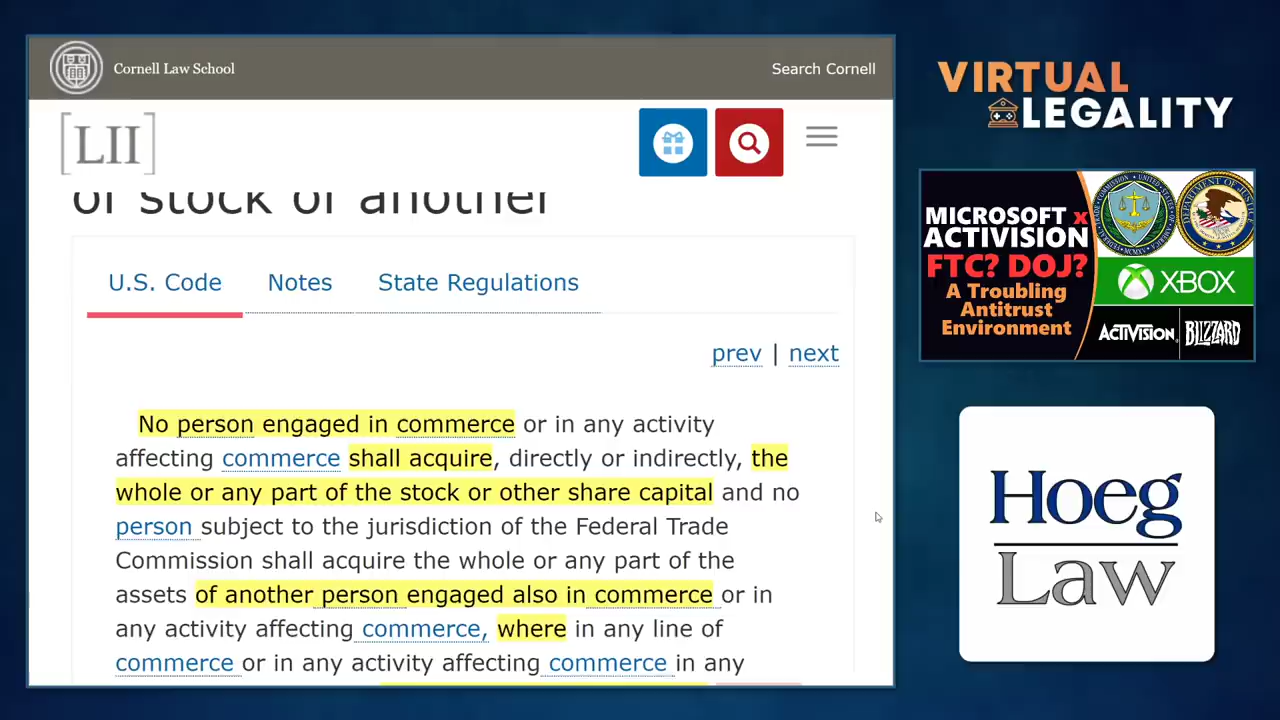 Cornell Law School
Search Cornell
[LII]
of stock of another
U.S. Code
Notes
State Regulations
prev | next
No person engaged in commerce or in any activity
affecting commerce shall acquire, directly or indirectly, the
whole or any part of the stock or other share capital and no
person subject to the jurisdiction of the Federal Trade
Commission shall acquire the whole or any part of the
assets of another person engaged also in commerce or in
any activity affecting commerce, where in any line of
commerce or in any activity affecting commerce in any
VIRTUAL
LEGALITY
MICROSOFT x
ACTIVISION
FTC? DOJ?
A Troubling
Antitrust
Environment
XBOX
ACTIVISION
BLIZZARD
Hoeg
Law